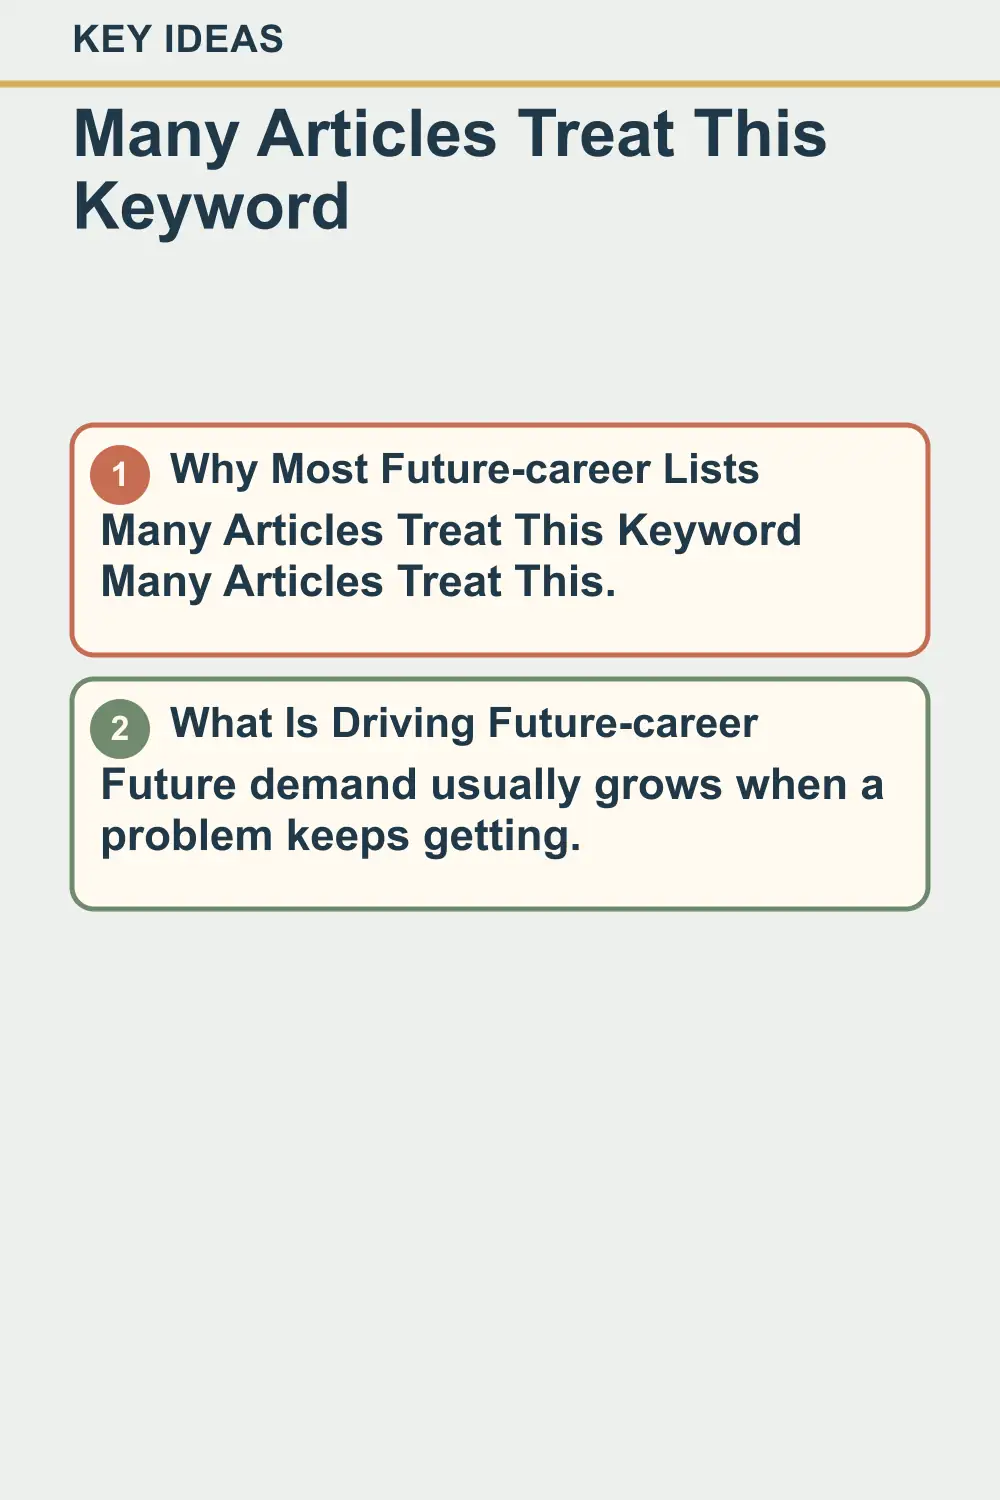 KEY IDEAS
Many Articles Treat This
Keyword
1 Why Most Future-career Lists
Many Articles Treat This Keyword
Many Articles Treat This.
2 What Is Driving Future-career
Future demand usually grows when a
problem keeps getting.